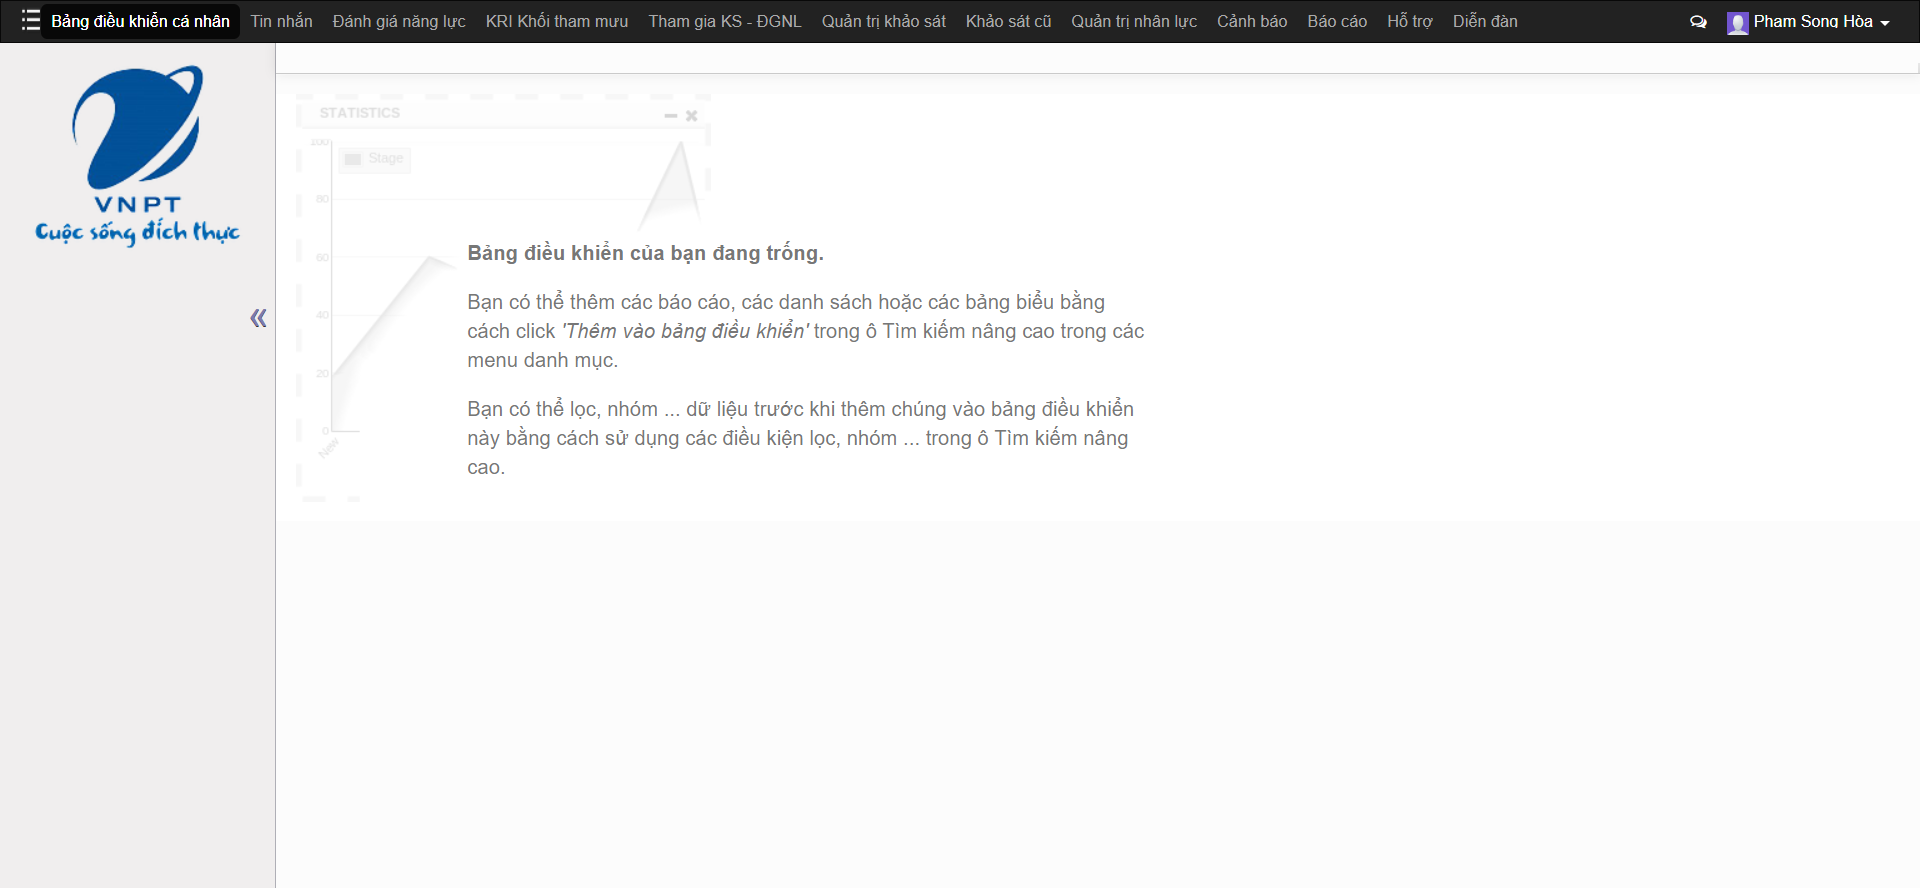 Bảng điều khiển cá nhân Tin nhắn Đánh giá năng lực KRI Khối tham mưu Tham gia KS - ĐGNL Quản trị khảo sát Khảo sát cũ Quản trị nhân lực Cảnh báo Báo cáo Hỗ trợ Diễn đàn Phạm Song Hòa
VNPT
Cuộc sống đích thực
«
STATISTICS
100
Stage
80
60
40
20
0
New
Bảng điều khiển của bạn đang trống.
Bạn có thể thêm các báo cáo, các danh sách hoặc các bảng biểu bằng
cách click 'Thêm vào bảng điều khiển' trong ô Tìm kiếm nâng cao trong các
menu danh mục.
Bạn có thể lọc, nhóm ... dữ liệu trước khi thêm chúng vào bảng điều khiển
này bằng cách sử dụng các điều kiện lọc, nhóm ... trong ô Tìm kiếm nâng
cao.